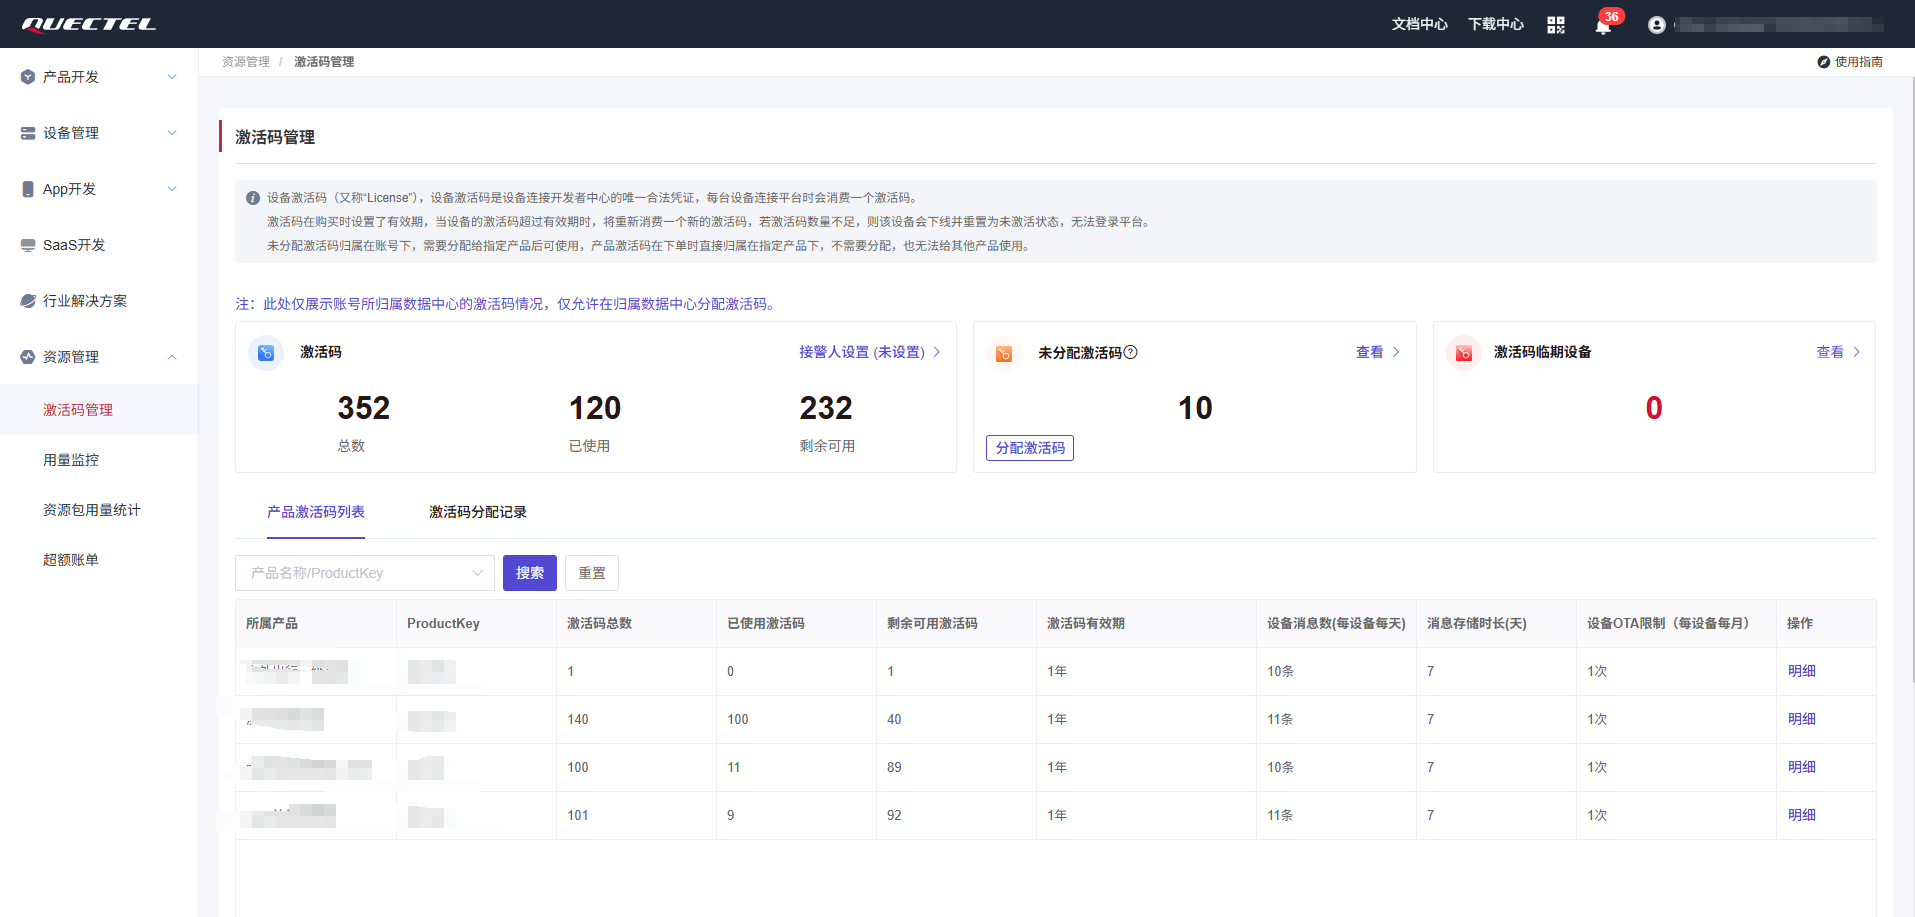 QUECTEL
文档中心
下载中心
36
产品开发
设备管理
App开发
SaaS开发
行业解决方案
资源管理
激活码管理
用量监控
资源包用量统计
超额账单
资源管理 / 激活码管理
使用指南
激活码管理
设备激活码（又称“License”），设备激活码是设备连接开发者中心的唯一合法凭证，每台设备连接平台时会消费一个激活码。
激活码在购买时设置了有效期，当设备的激活码超过有效期时，将重新消费一个新的激活码，若激活码数量不足，则该设备会下线并重置为未激活状态，无法登录平台。
未分配激活码归属在账号下，需要分配给指定产品后可使用，产品激活码在下单时直接归属在指定产品下，不需要分配，也无法给其他产品使用。
注：此处仅展示账号所归属数据中心的激活码情况，仅允许在归属数据中心分配激活码。
激活码
接警人设置 (未设置)
352
120
232
总数
已使用
剩余可用
未分配激活码
查看
10
分配激活码
激活码临期设备
查看
0
产品激活码列表
激活码分配记录
产品名称/ProductKey
搜索
重置
所属产品 ProductKey 激活码总数 已使用激活码 剩余可用激活码 激活码有效期 设备消息数(每设备每天) 消息存储时长(天) 设备OTA限制（每设备每月） 操作
1 0 1 1年 10条 7 1次 明细
140 100 40 1年 11条 7 1次 明细
100 11 89 1年 10条 7 1次 明细
101 9 92 1年 11条 7 1次 明细